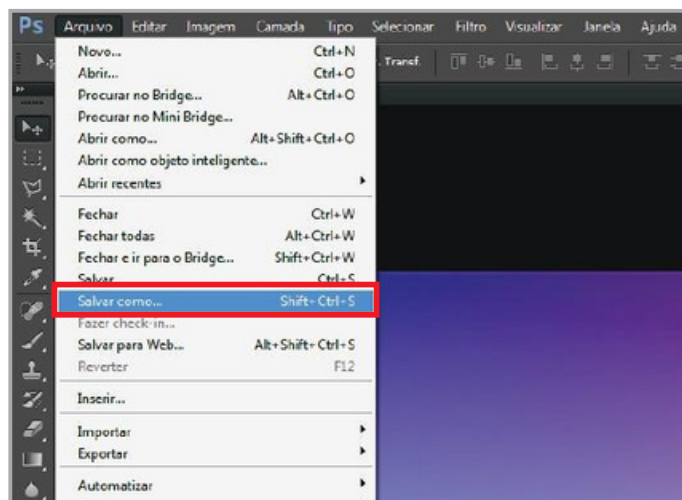 Ps Arquivo Editar Imagem Camada Tipo Selecionar Filtro Visualizar Janela Ajuda
. Transf.
Novo... Ctrl+N
Abrir... Ctrl+O
Procurar no Bridge... Alt+Ctrl+O
Procurar no Mini Bridge...
Abrir como... Alt+Shift+Ctrl+O
Abrir como objeto inteligente...
Abrir recentes
Fechar Ctrl+W
Fechar todas Alt+Ctrl+W
Fechar e ir para o Bridge... Shift+Ctrl+W
Salvar Ctrl+S
Salvar como... Shift+Ctrl+S
Fazer check-in...
Salvar para Web... Alt+Shift+Ctrl+S
Reverter F12
Inserir...
Importar
Exportar
Automatizar